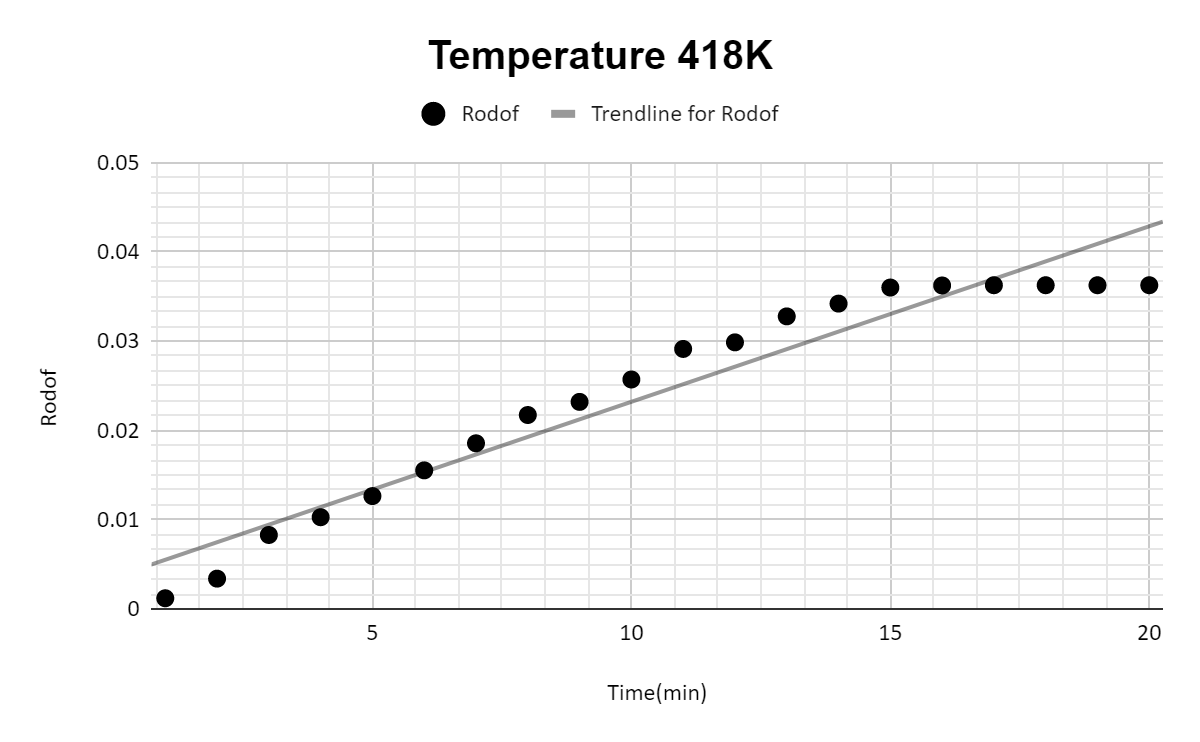 Temperature 418K
Rodof Trendline for Rodof
0.05
0.04
0.03
0.02
0.01
0
Rodof
5 10 15 20
Time(min)